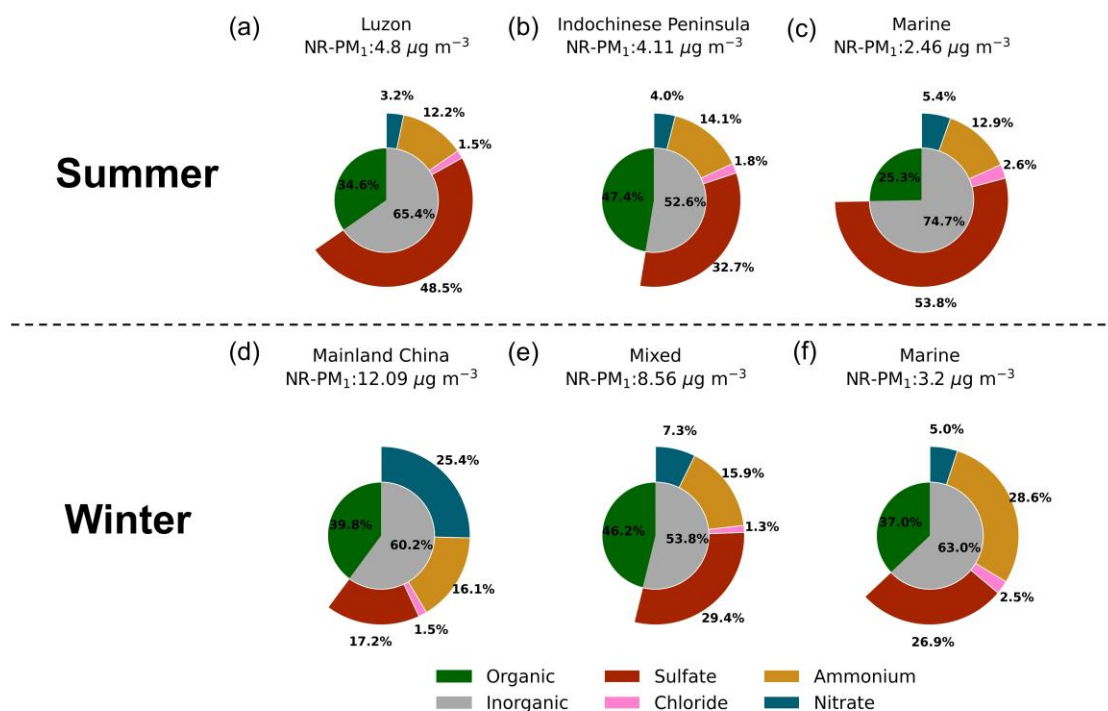 (a)
Luzon
NR-PM₁:4.8 μg m⁻³
3.2%
12.2%
1.5%
34.6%
65.4%
48.5%
(b)
Indochinese Peninsula
NR-PM₁:4.11 μg m⁻³
4.0%
14.1%
1.8%
47.4%
52.6%
32.7%
(c)
Marine
NR-PM₁:2.46 μg m⁻³
5.4%
12.9%
2.6%
25.3%
74.7%
53.8%
Summer
(d)
Mainland China
NR-PM₁:12.09 μg m⁻³
25.4%
39.8%
60.2%
16.1%
1.5%
17.2%
(e)
Mixed
NR-PM₁:8.56 μg m⁻³
7.3%
15.9%
1.3%
46.2%
53.8%
29.4%
(f)
Marine
NR-PM₁:3.2 μg m⁻³
5.0%
28.6%
37.0%
63.0%
2.5%
26.9%
Winter
Organic
Sulfate
Ammonium
Inorganic
Chloride
Nitrate